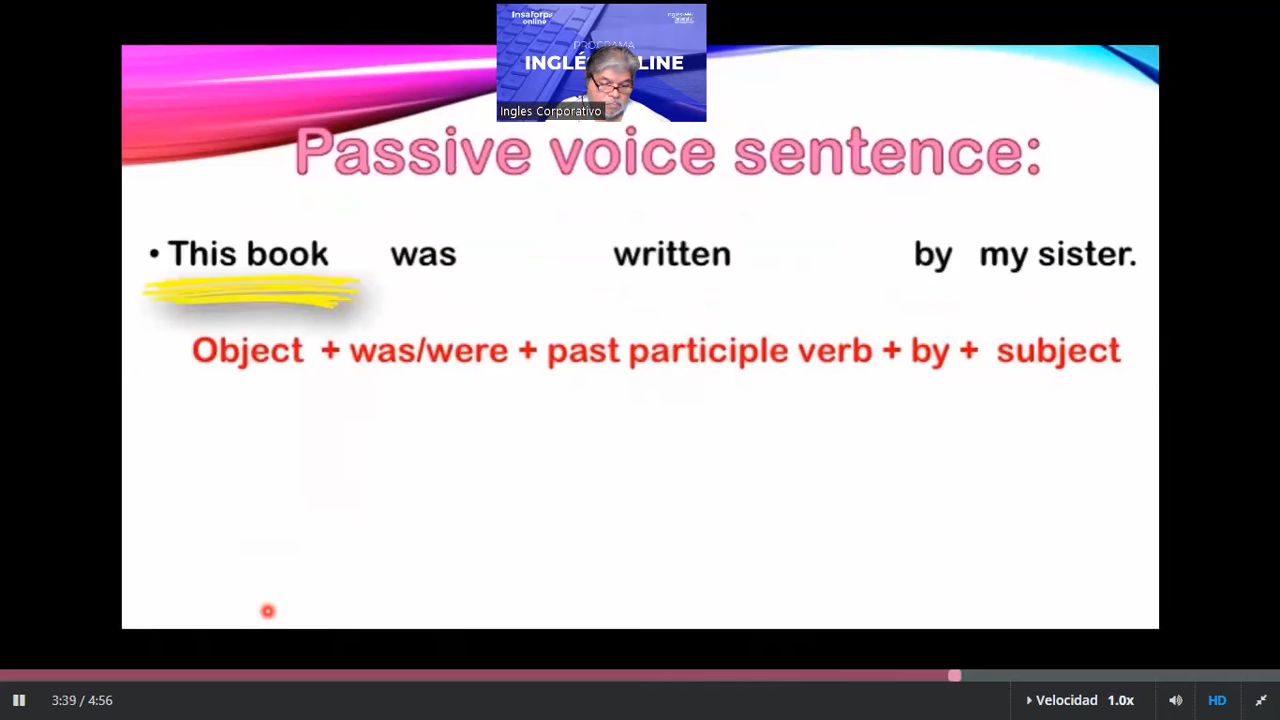 Insaforp
online
PROGRAMA
INGLÉ LINE
Ingles Corporativo
Passive voice sentence:
• This book was written by my sister.
Object + was/were + past participle verb + by + subject
3:39 / 4:56
Velocidad 1.0x
HD